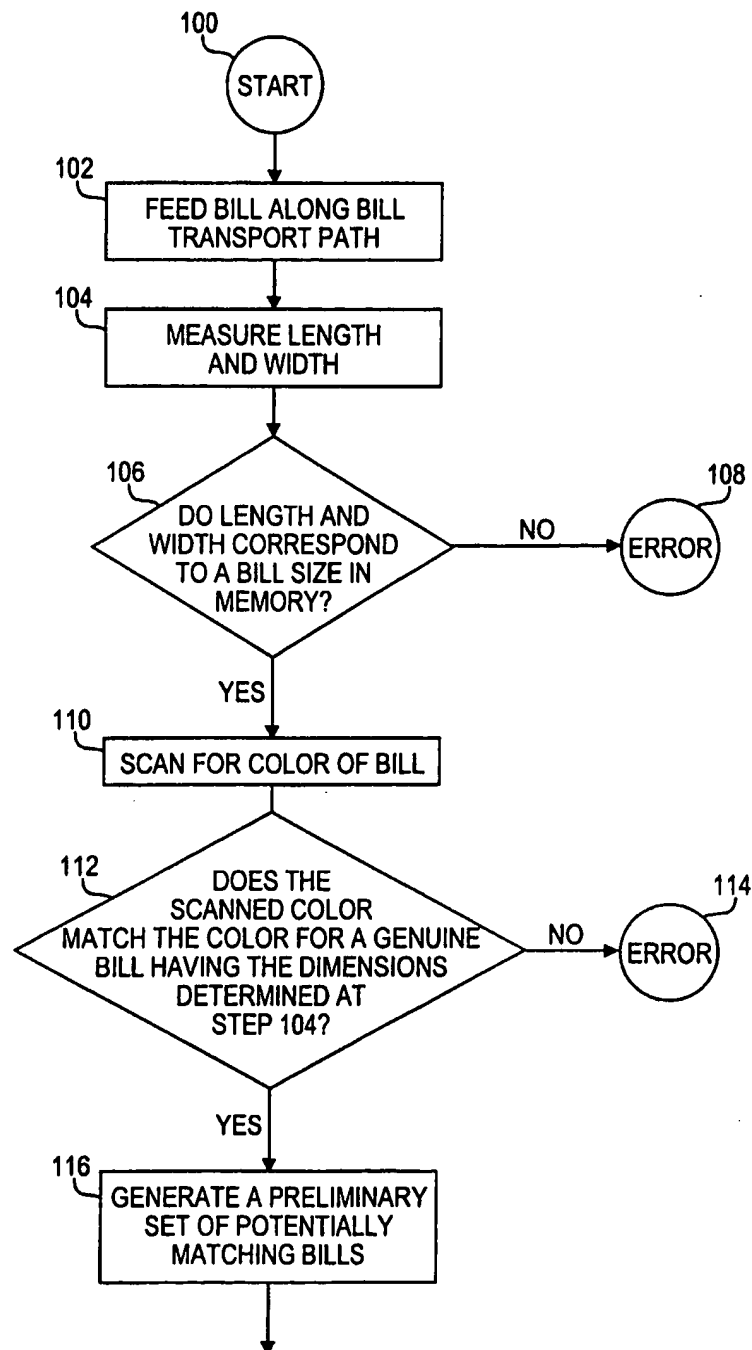 100
START
102
FEED BILL ALONG BILL
TRANSPORT PATH
104
MEASURE LENGTH
AND WIDTH
106
DO LENGTH AND
WIDTH CORRESPOND
TO A BILL SIZE IN
MEMORY?
NO
108
ERROR
YES
110
SCAN FOR COLOR OF BILL
112
DOES THE
SCANNED COLOR
MATCH THE COLOR FOR A GENUINE
BILL HAVING THE DIMENSIONS
DETERMINED AT
STEP 104?
NO
114
ERROR
YES
116
GENERATE A PRELIMINARY
SET OF POTENTIALLY
MATCHING BILLS